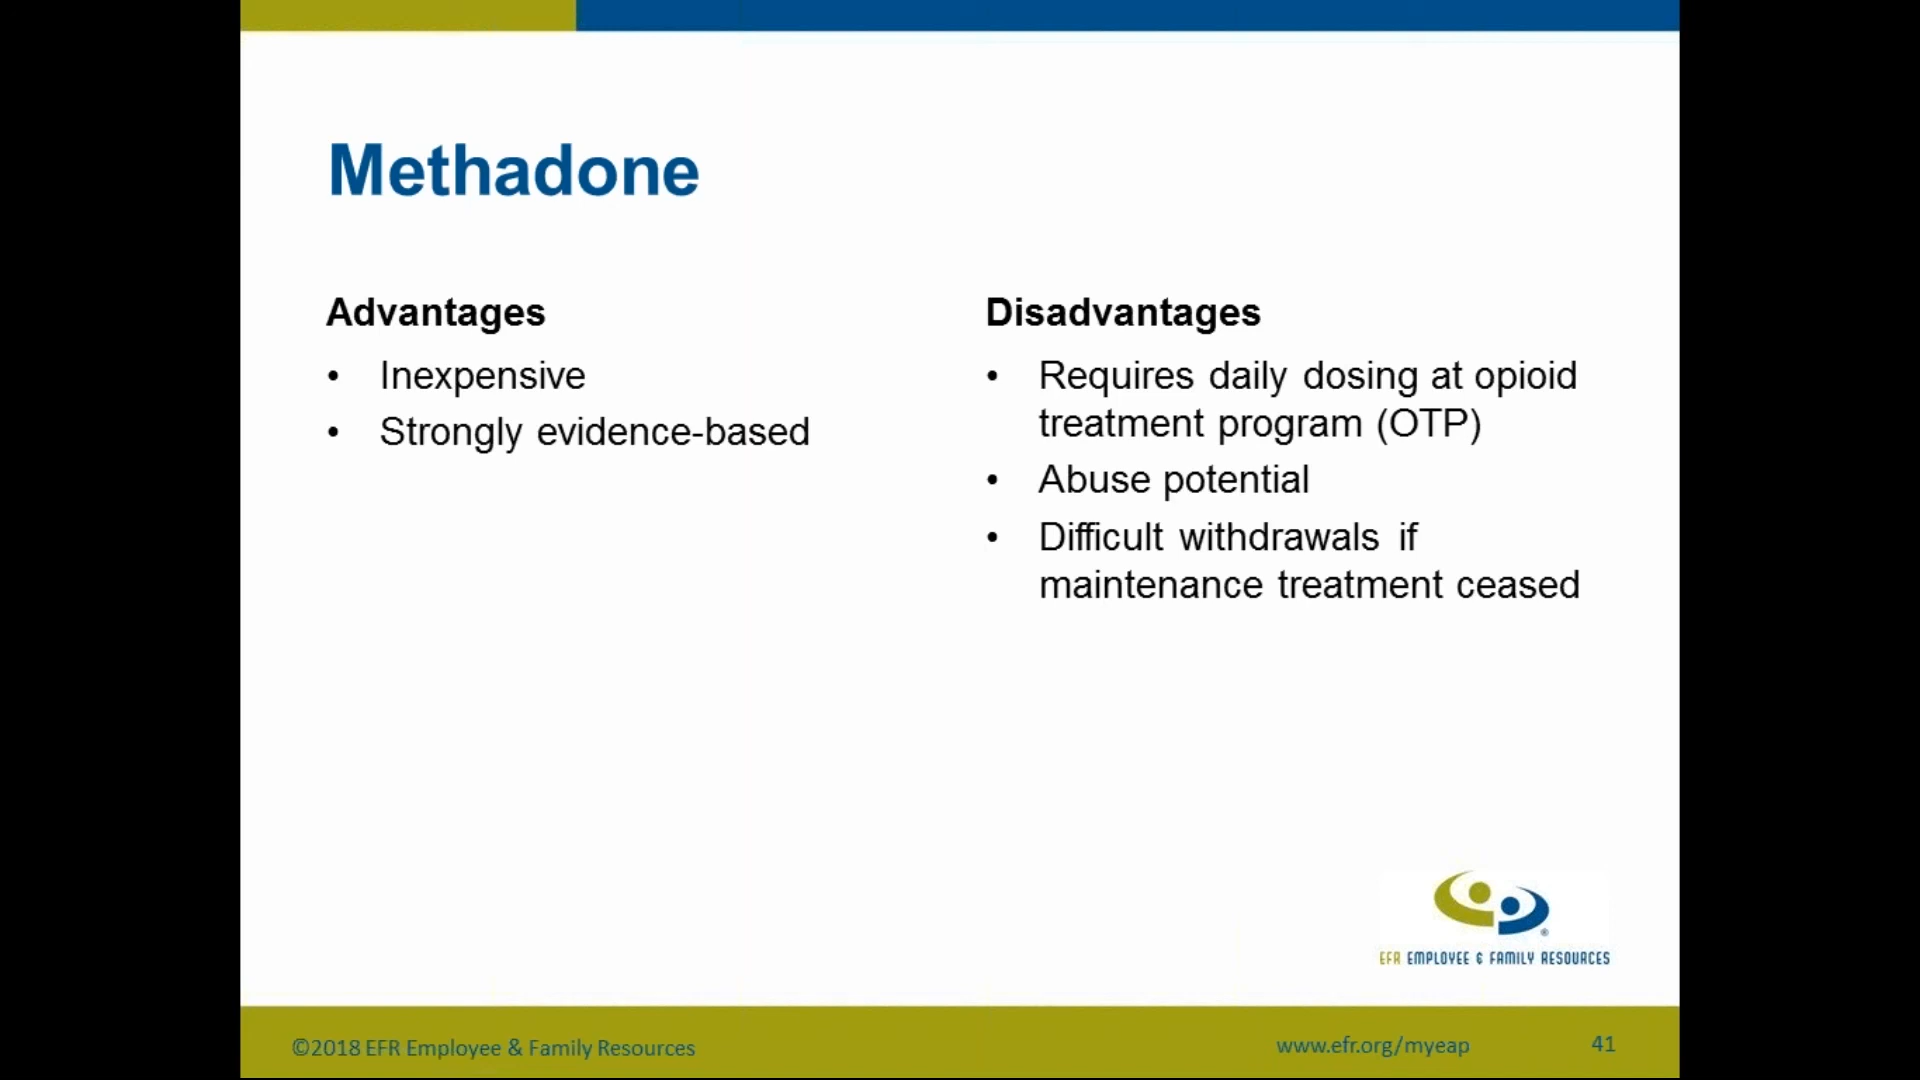 Methadone
Advantages
• Inexpensive
• Strongly evidence-based
Disadvantages
• Requires daily dosing at opioid
treatment program (OTP)
• Abuse potential
• Difficult withdrawals if
maintenance treatment ceased
®
EFR EMPLOYEE & FAMILY RESOURCES
©2018 EFR Employee & Family Resources
www.efr.org/myeap
41